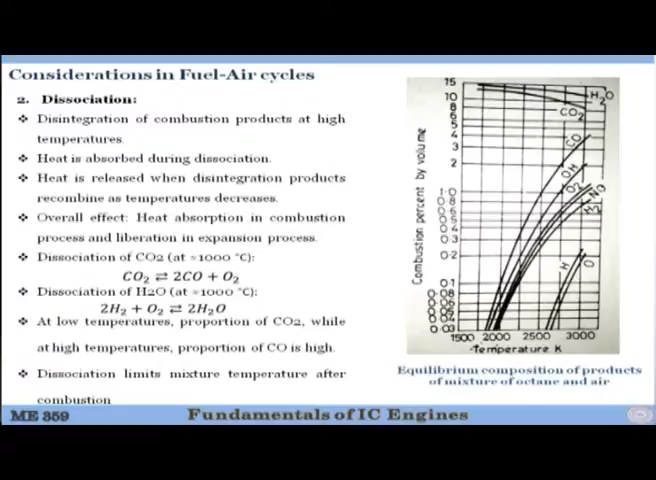 Considerations in Fuel-Air cycles
2. Dissociation:
❖ Disintegration of combustion products at high
temperatures.
❖ Heat is absorbed during dissociation.
❖ Heat is released when disintegration products
recombine as temperatures decreases.
❖ Overall effect: Heat absorption in combustion
process and liberation in expansion process.
❖ Dissociation of CO2 (at ≈1000 °C):
CO₂ ⇌ 2CO + O₂
❖ Dissociation of H2O (at ≈1000 °C):
2H₂ + O₂ ⇌ 2H₂O
❖ At low temperatures, proportion of CO2, while
at high temperatures, proportion of CO is high.
❖ Dissociation limits mixture temperature after
combustion
Combustion percent by volume
15
10
8
6
5
4
3
2
1.0
0.8
0.6
0.5
0.4
0.3
0.2
0.1
0.08
0.06
0.05
0.04
0.03
H₂O
CO₂
CO
OH
O₂
NO
H₂
H
O
1500 2000 2500 3000
Temperature K
Equilibrium composition of products
of mixture of octane and air
ME 359
Fundamentals of IC Engines